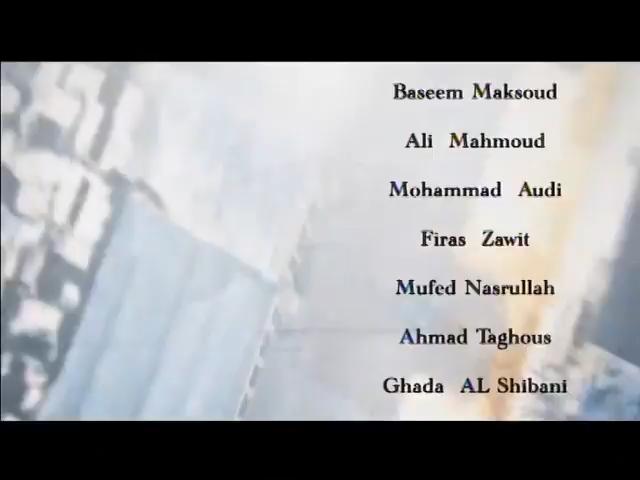 Baseem Maksoud
Ali Mahmoud
Mohammad Audi
Firas Zawit
Mufed Nasrullah
Ahmad Taghous
Ghada AL Shibani